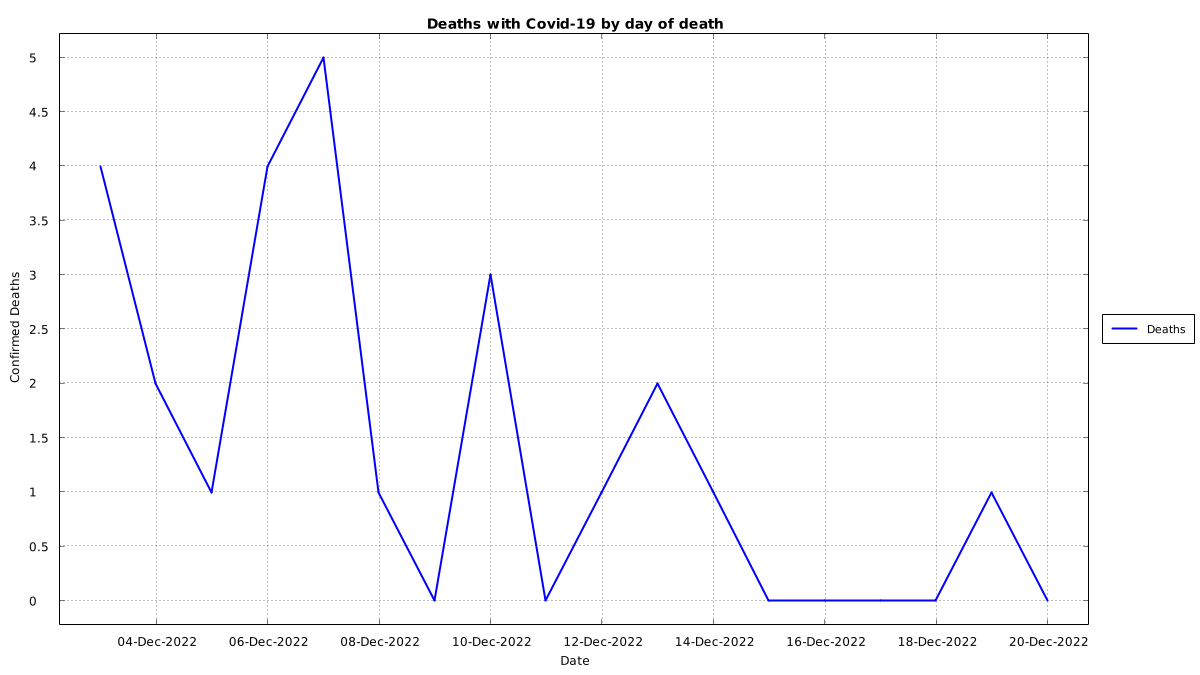 Deaths with Covid-19 by day of death
5
4.5
4
3.5
3
2.5
2
1.5
1
0.5
0
Confirmed Deaths
04-Dec-2022 06-Dec-2022 08-Dec-2022 10-Dec-2022 12-Dec-2022 14-Dec-2022 16-Dec-2022 18-Dec-2022 20-Dec-2022
Date
Deaths